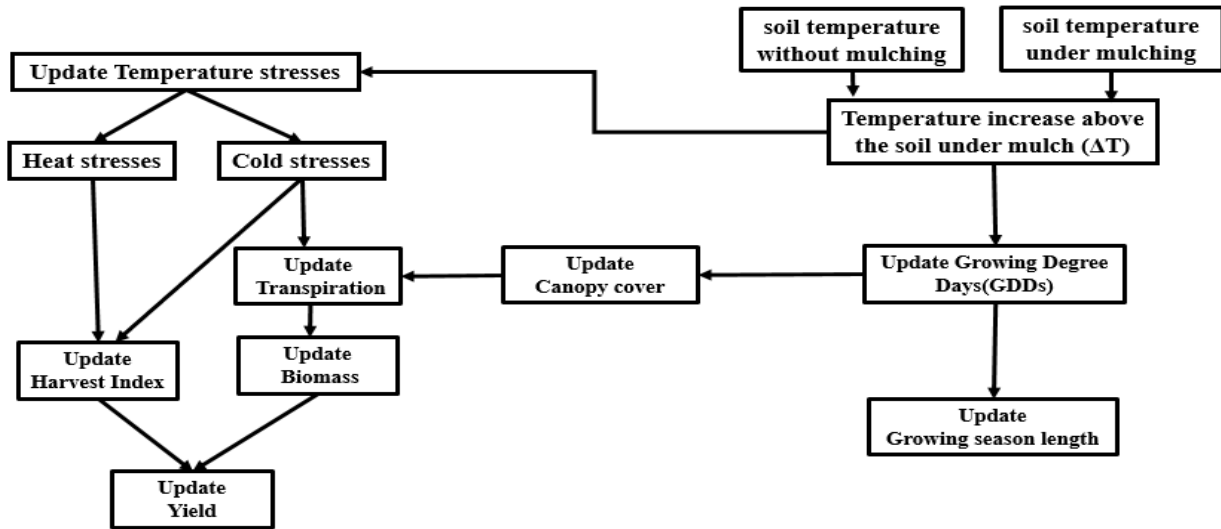 soil temperature
without mulching
soil temperature
under mulching
Update Temperature stresses
Temperature increase above
the soil under mulch (ΔT)
Heat stresses
Cold stresses
Update
Transpiration
Update
Canopy cover
Update Growing Degree
Days(GDDs)
Update
Harvest Index
Update
Biomass
Update
Growing season length
Update
Yield